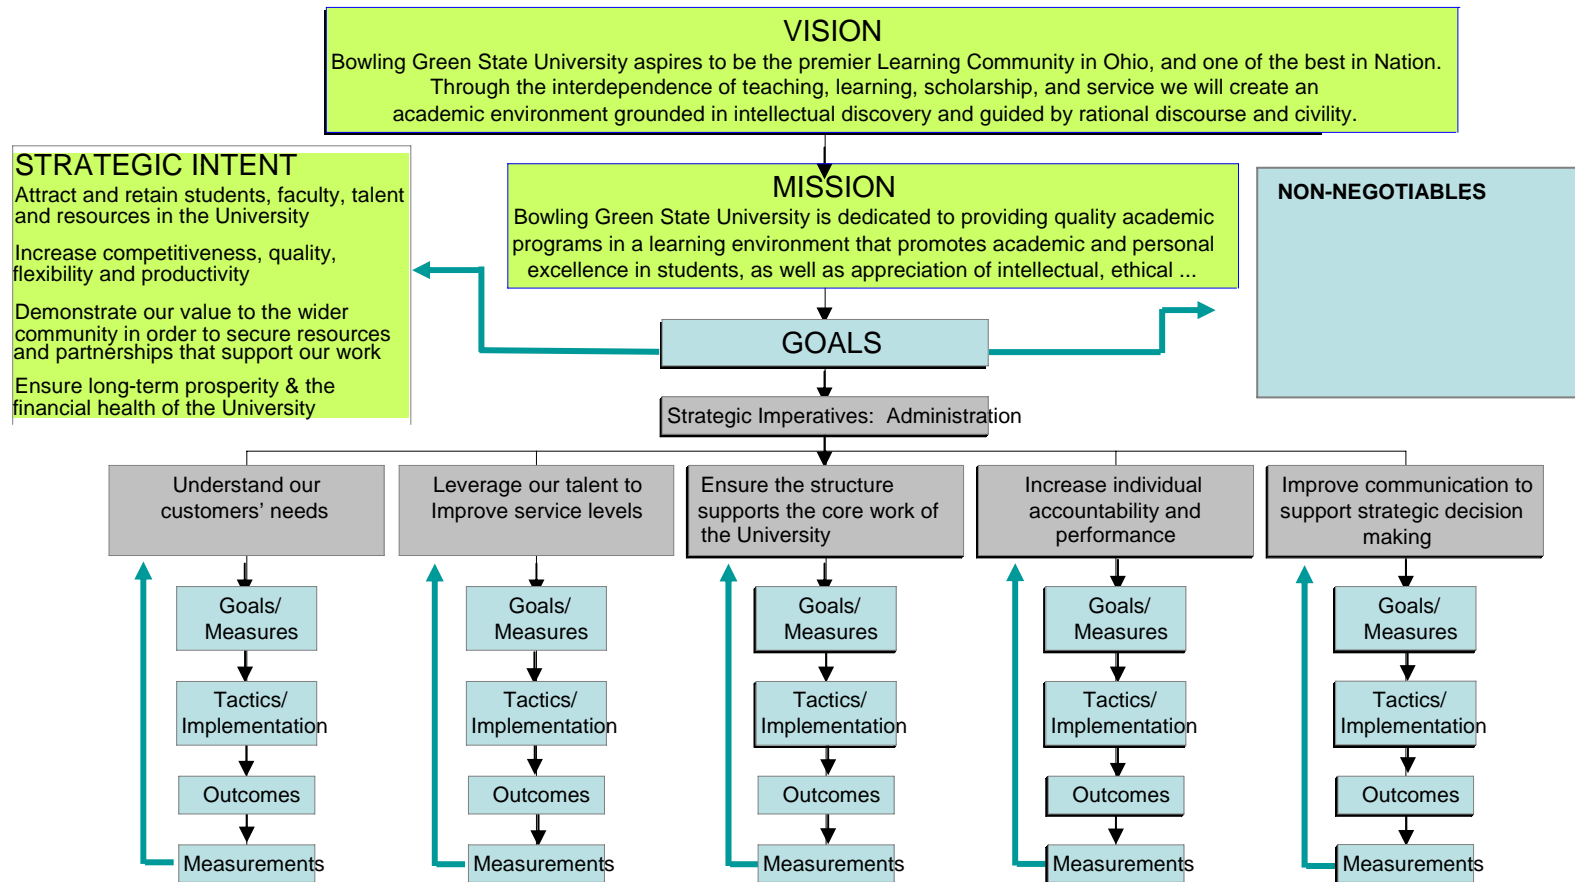 VISION
Bowling Green State University aspires to be the premier Learning Community in Ohio, and one of the best in Nation.
Through the interdependence of teaching, learning, scholarship, and service we will create an
academic environment grounded in intellectual discovery and guided by rational discourse and civility.
STRATEGIC INTENT
Attract and retain students, faculty, talent
and resources in the University
Increase competitiveness, quality,
flexibility and productivity
Demonstrate our value to the wider
community in order to secure resources
and partnerships that support our work
Ensure long-term prosperity & the
financial health of the University
MISSION
Bowling Green State University is dedicated to providing quality academic
programs in a learning environment that promotes academic and personal
excellence in students, as well as appreciation of intellectual, ethical ...
NON-NEGOTIABLES
GOALS
Strategic Imperatives: Administration
Understand our
customers' needs
Leverage our talent to
Improve service levels
Ensure the structure
supports the core work of
the University
Increase individual
accountability and
performance
Improve communication to
support strategic decision
making
Goals/
Measures
Tactics/
Implementation
Outcomes
Measurements
Goals/
Measures
Tactics/
Implementation
Outcomes
Measurements
Goals/
Measures
Tactics/
Implementation
Outcomes
Measurements
Goals/
Measures
Tactics/
Implementation
Outcomes
Measurements
Goals/
Measures
Tactics/
Implementation
Outcomes
Measurements